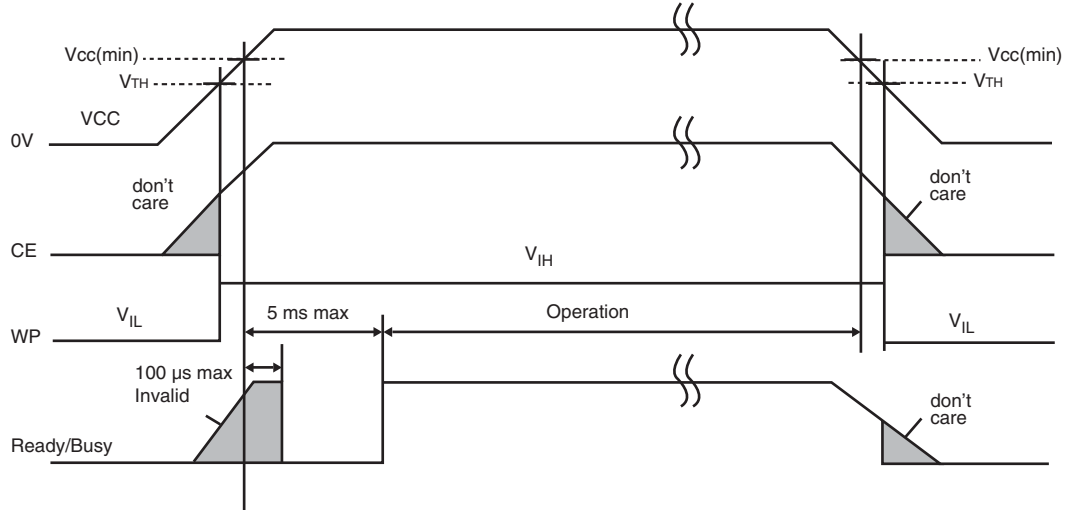 Vcc(min)
Vcc(min)
VTH
VTH
VCC
0V
don't
care
don't
care
CE
VIH
VIL
5 ms max
Operation
VIL
WP
100 µs max
Invalid
don't
care
Ready/Busy